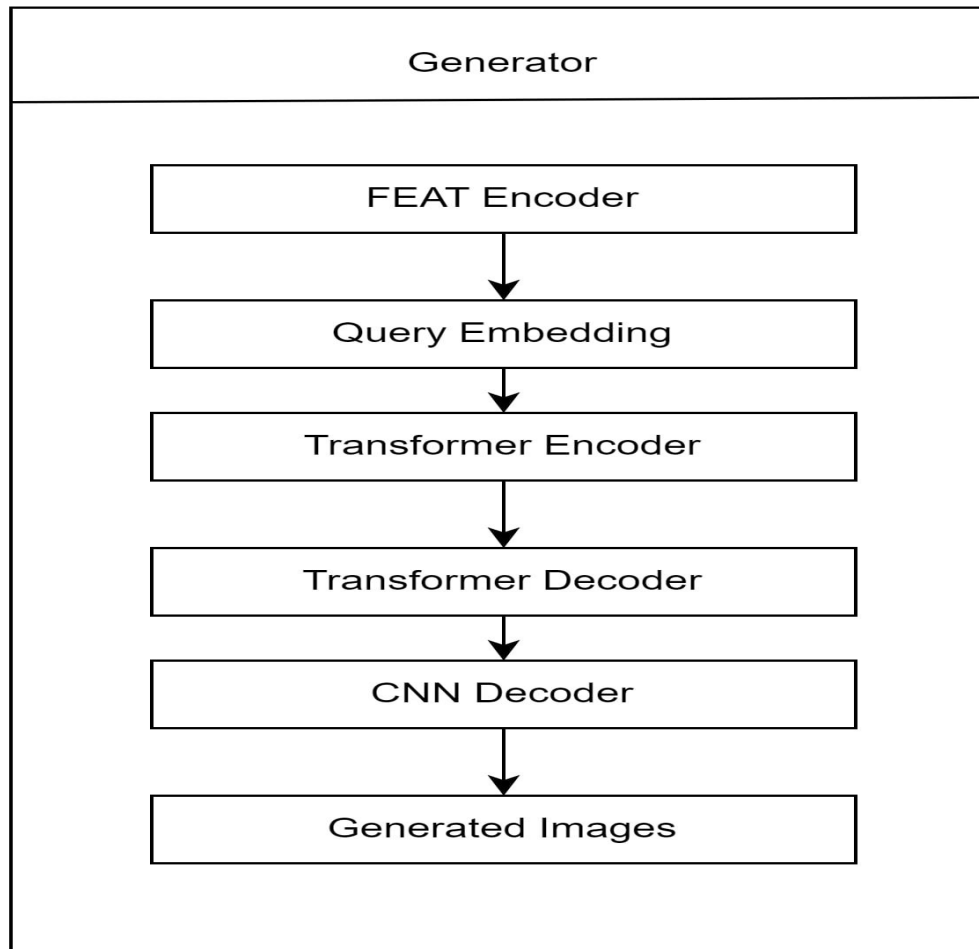 Generator
FEAT Encoder
Query Embedding
Transformer Encoder
Transformer Decoder
CNN Decoder
Generated Images